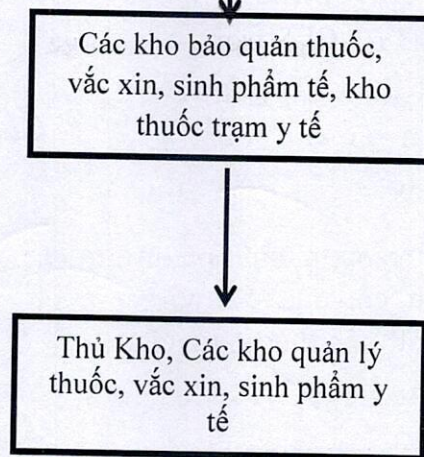 Các kho bảo quản thuốc,
vắc xin, sinh phẩm tế, kho
thuốc trạm y tế
Thủ Kho, Các kho quản lý
thuốc, vắc xin, sinh phẩm y
tế